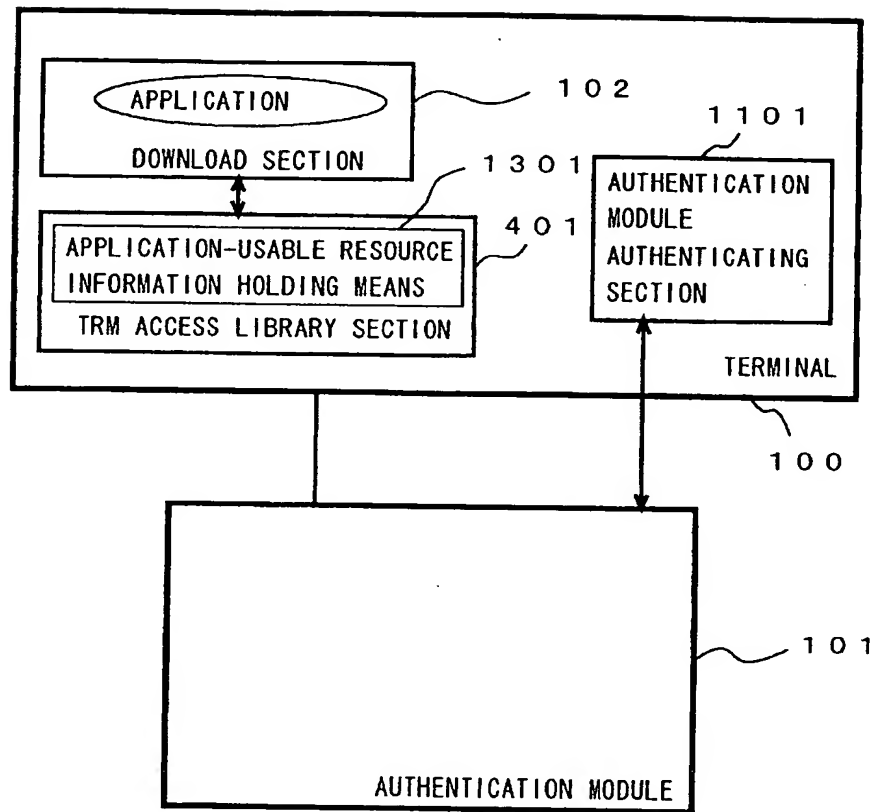 APPLICATION
DOWNLOAD SECTION
102
1301
APPLICATION-USABLE RESOURCE
INFORMATION HOLDING MEANS
TRM ACCESS LIBRARY SECTION
401
1101
AUTHENTICATION
MODULE
AUTHENTICATING
SECTION
TERMINAL
100
101
AUTHENTICATION MODULE